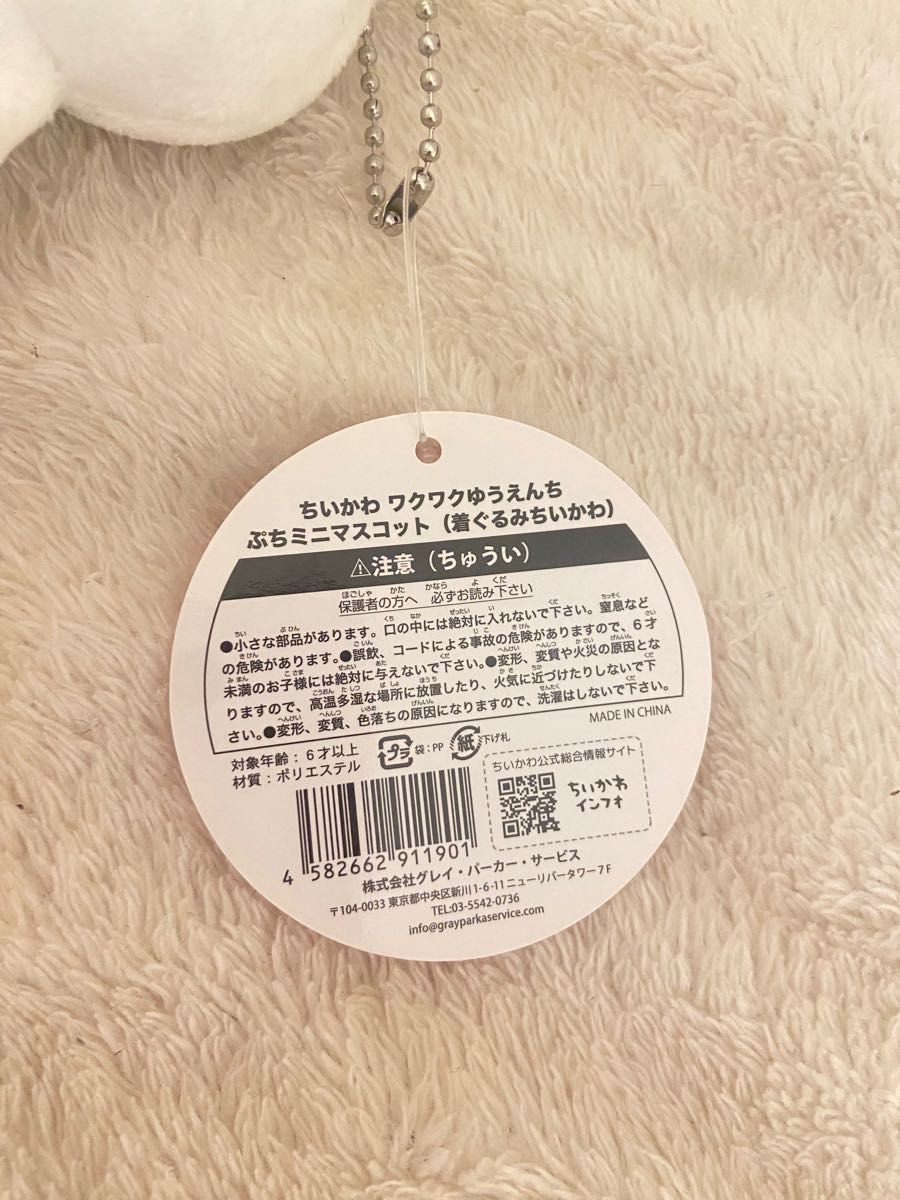 ちいかわ ワクワクゆうえんち
ぷちミニマスコット（着ぐるみちいかわ）
⚠注意（ちゅうい）
保護者の方へ 必ずお読み下さい
●小さな部品があります。口の中には絶対に入れないで下さい。窒息など
の危険があります。●誤飲、コードによる事故の危険がありますので、6才
未満のお子様には絶対に与えないで下さい。●変形、変質や火災の原因とな
りますので、高温多湿な場所に放置したり、火気に近づけたりしないで下
さい。●変形、変質、色落ちの原因になりますので、洗濯はしないで下さい。
MADE IN CHINA
対象年齢：6才以上
材質：ポリエステル
プラ 袋：PP 紙 下げ札
ちいかわ公式総合情報サイト
ちいかわ
インフォ
4 582662 911901
株式会社グレイ・パーカー・サービス
〒104-0033 東京都中央区新川1-6-11 ニューリバータワー7F
TEL:03-5542-0736
info@grayparkaservice.com